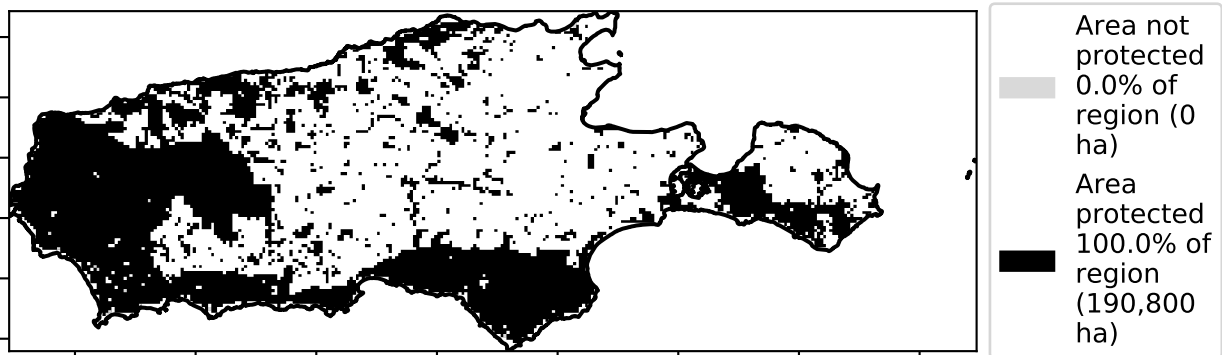 Area not
protected
0.0% of
region (0
ha)
Area
protected
100.0% of
region
(190,800
ha)